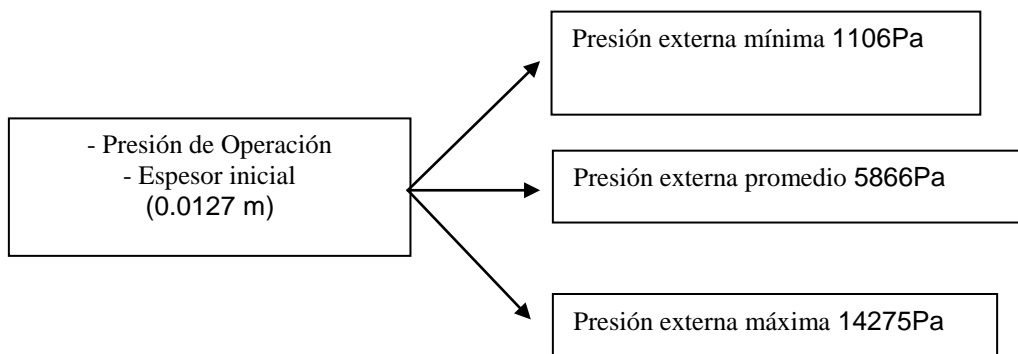 - Presión de Operación
- Espesor inicial
(0.0127 m)
Presión externa mínima 1106Pa
Presión externa promedio 5866Pa
Presión externa máxima 14275Pa